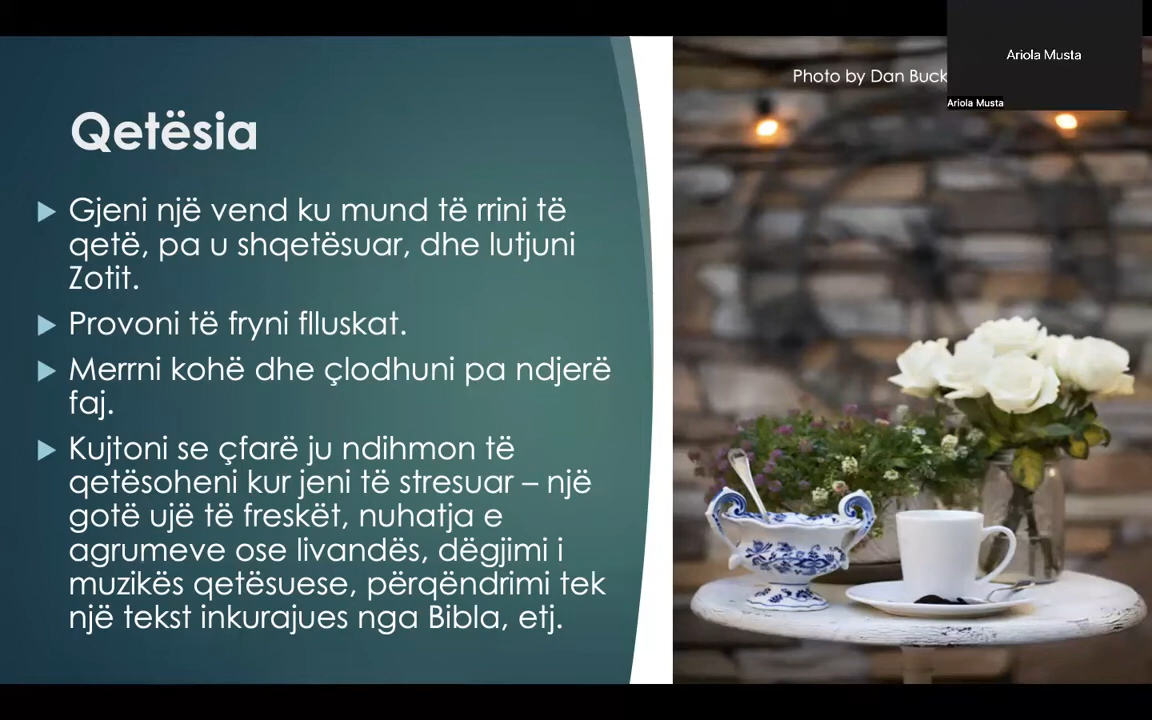 Ariola Musta
Ariola Musta
Photo by Dan Buck
Qetësia
Gjeni një vend ku mund të rrini të
qetë, pa u shqetësuar, dhe lutjuni
Zotit.
Provoni të fryni flluskat.
Merrni kohë dhe çlodhuni pa ndjerë
faj.
Kujtoni se çfarë ju ndihmon të
qetësoheni kur jeni të stresuar – një
gotë ujë të freskët, nuhatja e
agrumeve ose livandës, dëgjimi i
muzikës qetësuese, përqëndrimi tek
një tekst inkurajues nga Bibla, etj.